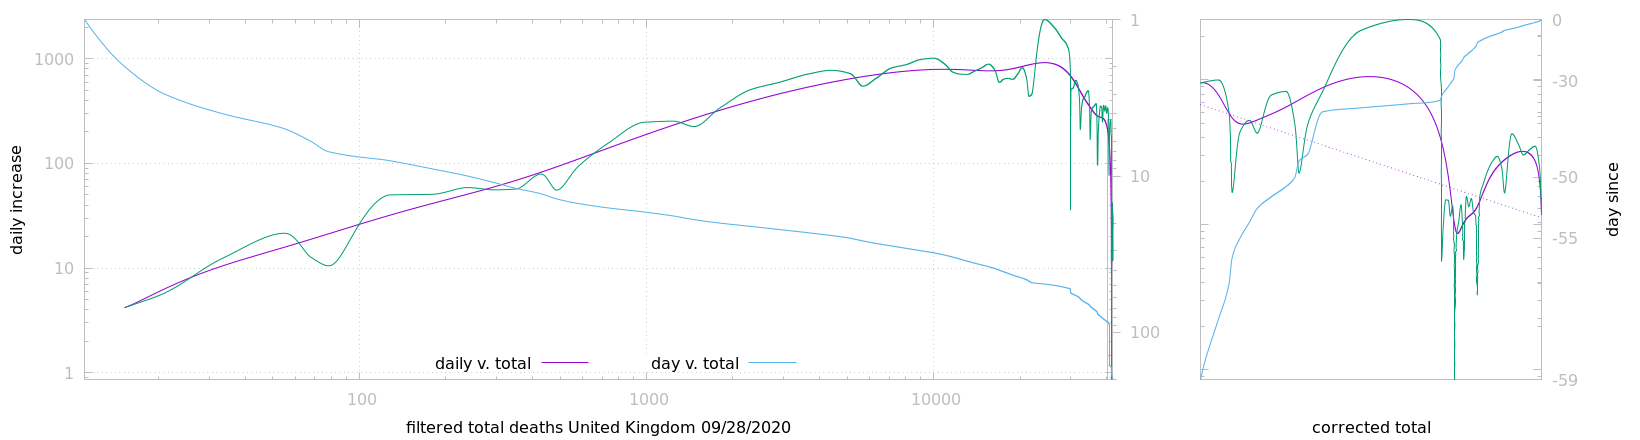 1000
100
10
1
daily increase
1
10
100
daily v. total
day v. total
100
1000
10000
filtered total deaths United Kingdom 09/28/2020
0
-30
-50
-55
-59
day since
corrected total